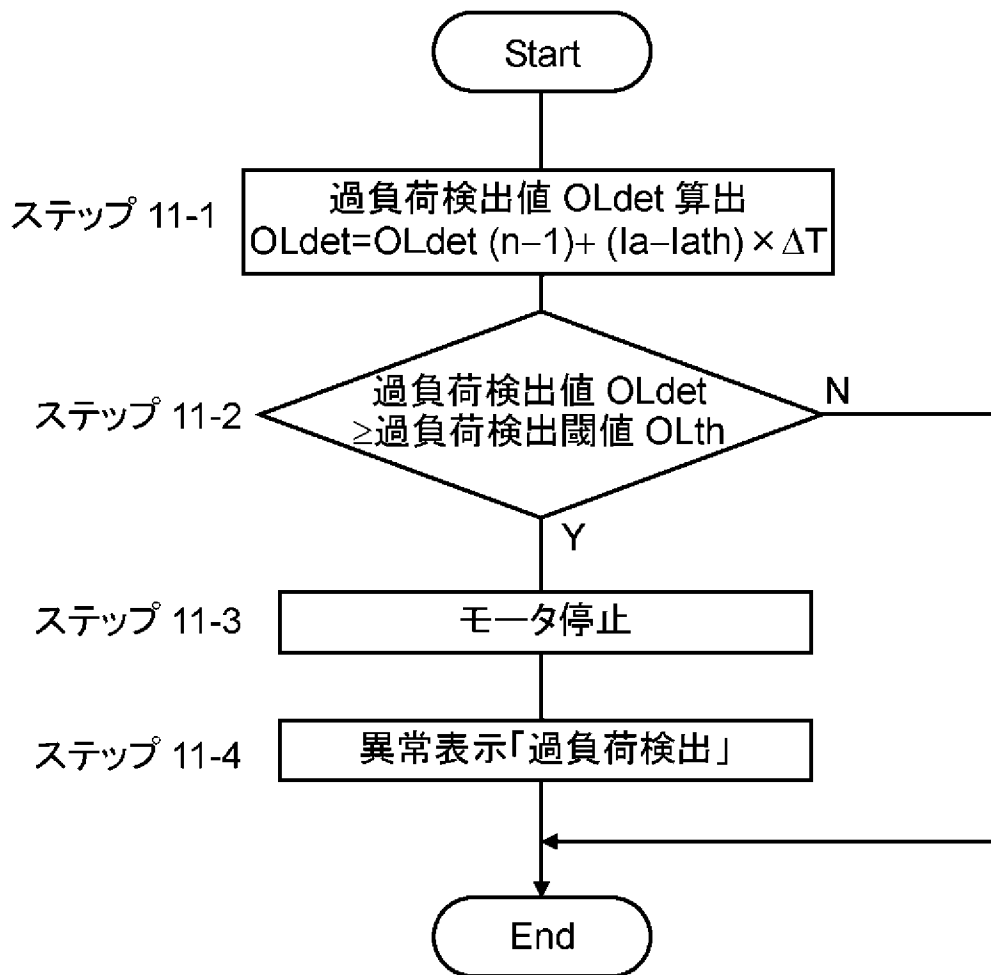 Start
ステップ 11-1
過負荷検出値 OLdet 算出
OLdet=OLdet (n−1)+ (Ia−Iath) × ΔT
ステップ 11-2
過負荷検出値 OLdet
≥過負荷検出閾値 OLth
N
Y
ステップ 11-3
モータ停止
ステップ 11-4
異常表示「過負荷検出」
End